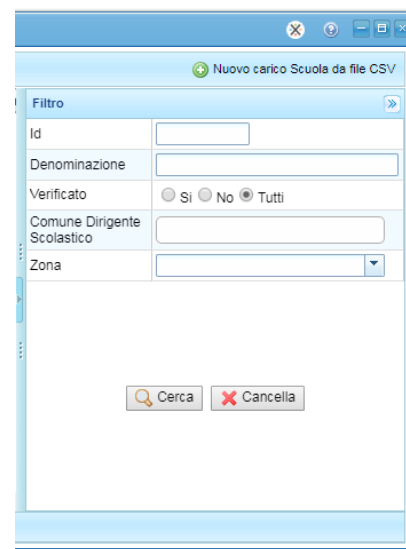 Nuovo carico Scuola da file CSV
Filtro
Id
Denominazione
Verificato Si No Tutti
Comune Dirigente
Scolastico
Zona
Cerca Cancella